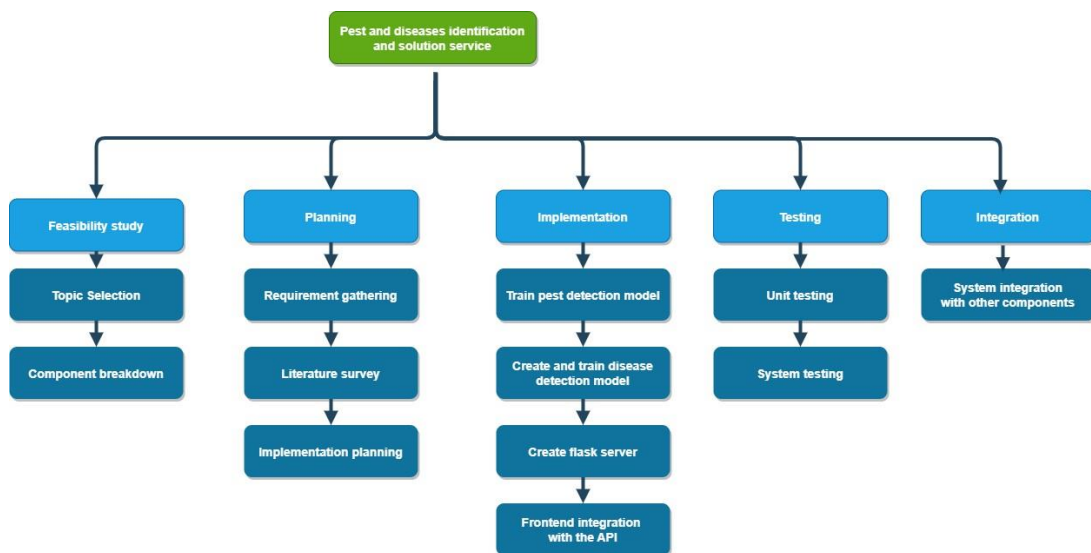 Pest and diseases identification
and solution service
Feasibility study
Planning
Implementation
Testing
Integration
Topic Selection
Requirement gathering
Train pest detection model
Unit testing
System integration
with other components
Component breakdown
Literature survey
Create and train disease
detection model
System testing
Implementation planning
Create flask server
Frontend integration
with the API